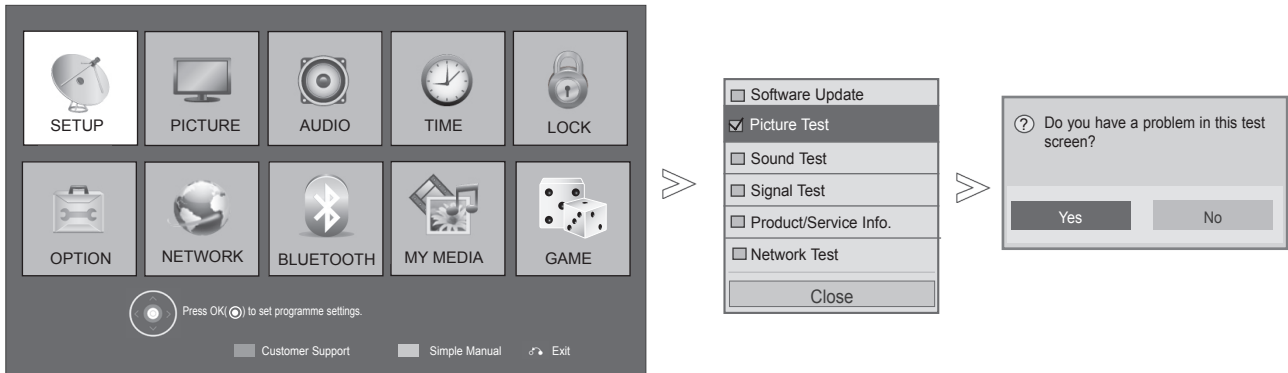 SETUP
PICTURE
AUDIO
TIME
LOCK
OPTION
NETWORK
BLUETOOTH
MY MEDIA
GAME
Press OK( ) to set programme settings.
Customer Support
Simple Manual
Exit
Software Update
Picture Test
Sound Test
Signal Test
Product/Service Info.
Network Test
Close
? Do you have a problem in this test
screen?
Yes
No